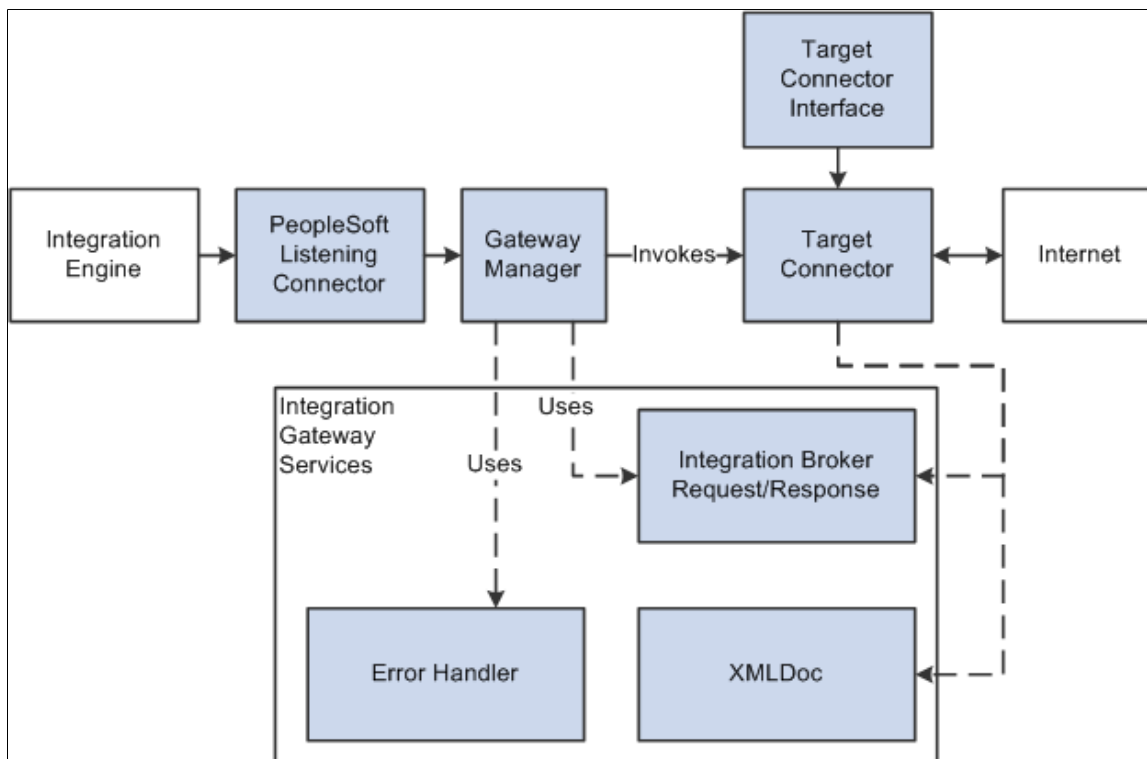 Target
Connector
Interface
Integration
Engine
PeopleSoft
Listening
Connector
Gateway
Manager
Invokes
Target
Connector
Internet
Integration
Gateway
Services
Uses
Uses
Integration Broker
Request/Response
Error Handler
XMLDoc